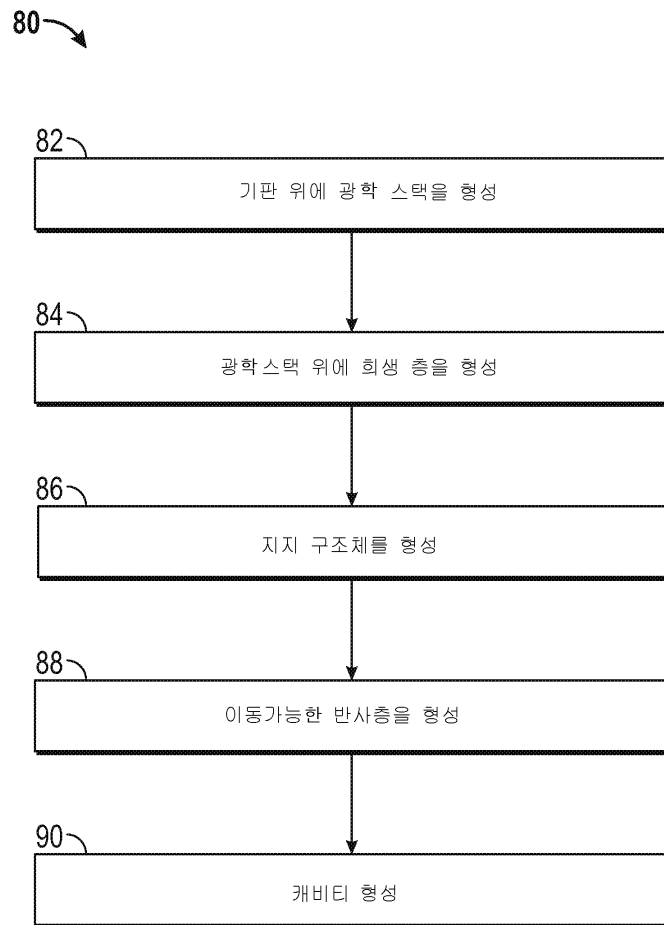 80
82
기판 위에 광학 스택을 형성
84
광학스택 위에 희생 층을 형성
86
지지 구조체를 형성
88
이동가능한 반사층을 형성
90
캐비티 형성